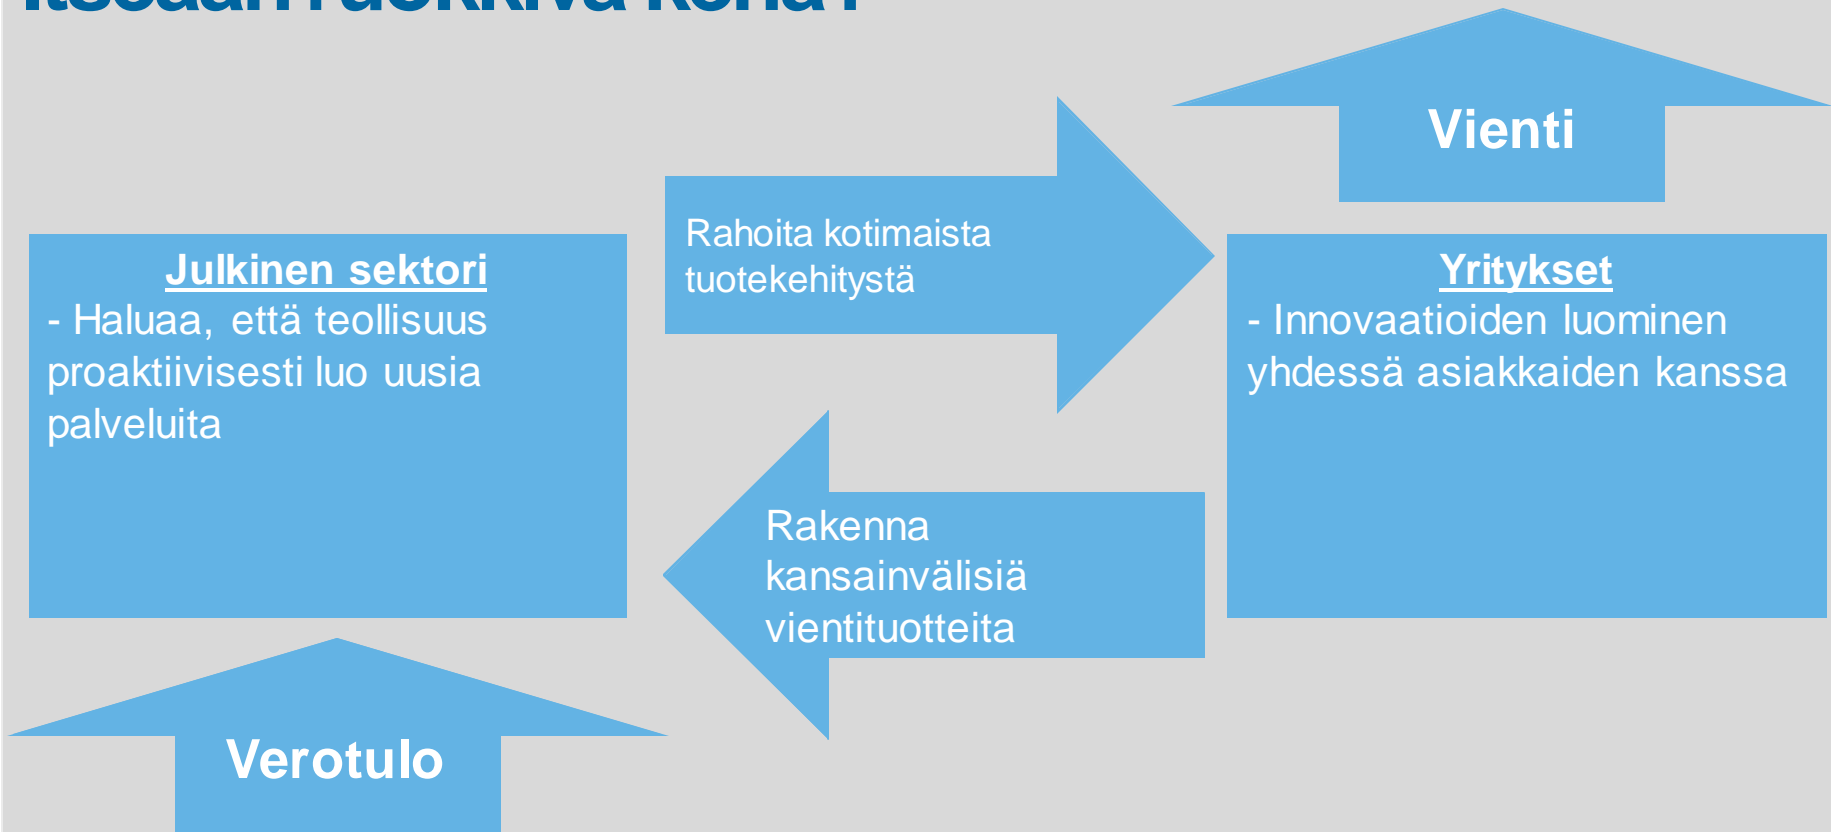 Vienti
Rahoita kotimaista
tuotekehitystä
Julkinen sektori
- Haluaa, että teollisuus
proaktiivisesti luo uusia
palveluita
Yritykset
- Innovaatioiden luominen
yhdessä asiakkaiden kanssa
Rakenna
kansainvälisiä
vientituotteita
Verotulo